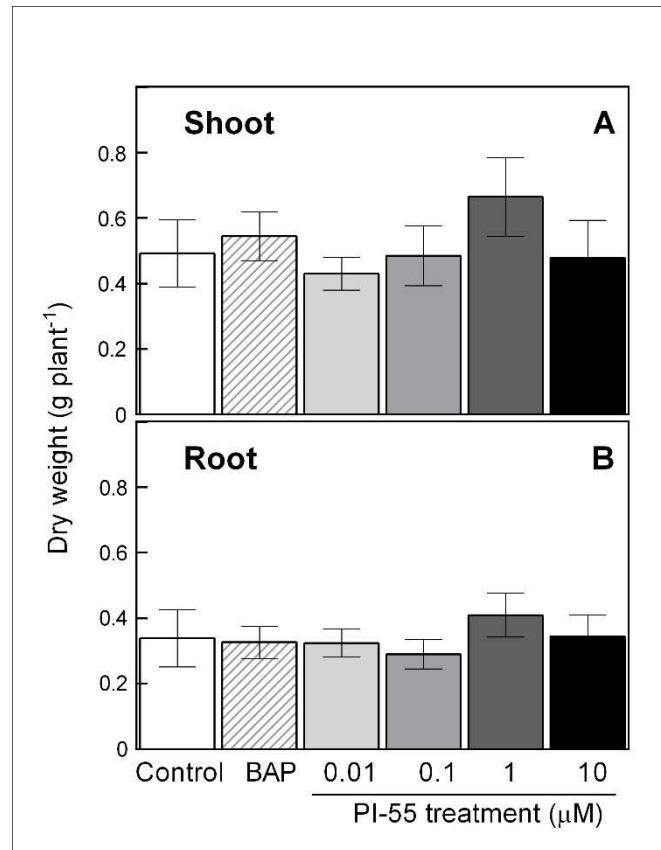 Shoot A
0.8
0.6
0.4
0.2
0
Root B
0.8
0.6
0.4
0.2
0
Dry weight (g plant⁻¹)
Control BAP 0.01 0.1 1 10
PI-55 treatment (μM)